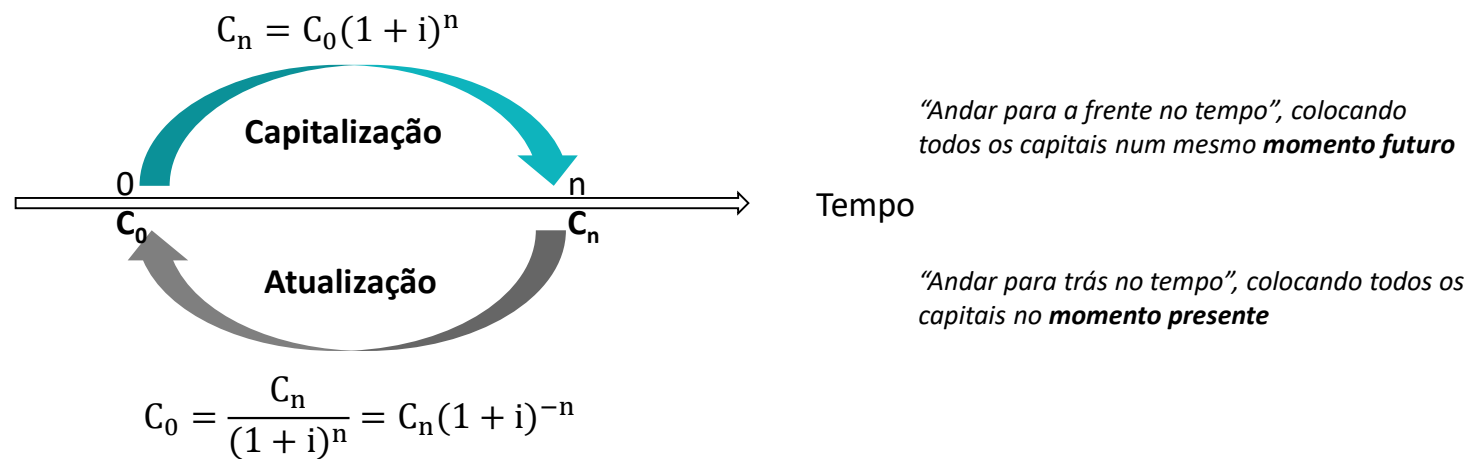 Cₙ = C₀(1 + i)ⁿ
Capitalização
“Andar para a frente no tempo”, colocando
todos os capitais num mesmo momento futuro
0
n
Tempo
C₀
Cₙ
Atualização
“Andar para trás no tempo”, colocando todos os
capitais no momento presente
C₀ = Cₙ/(1 + i)ⁿ = Cₙ(1 + i)⁻ⁿ